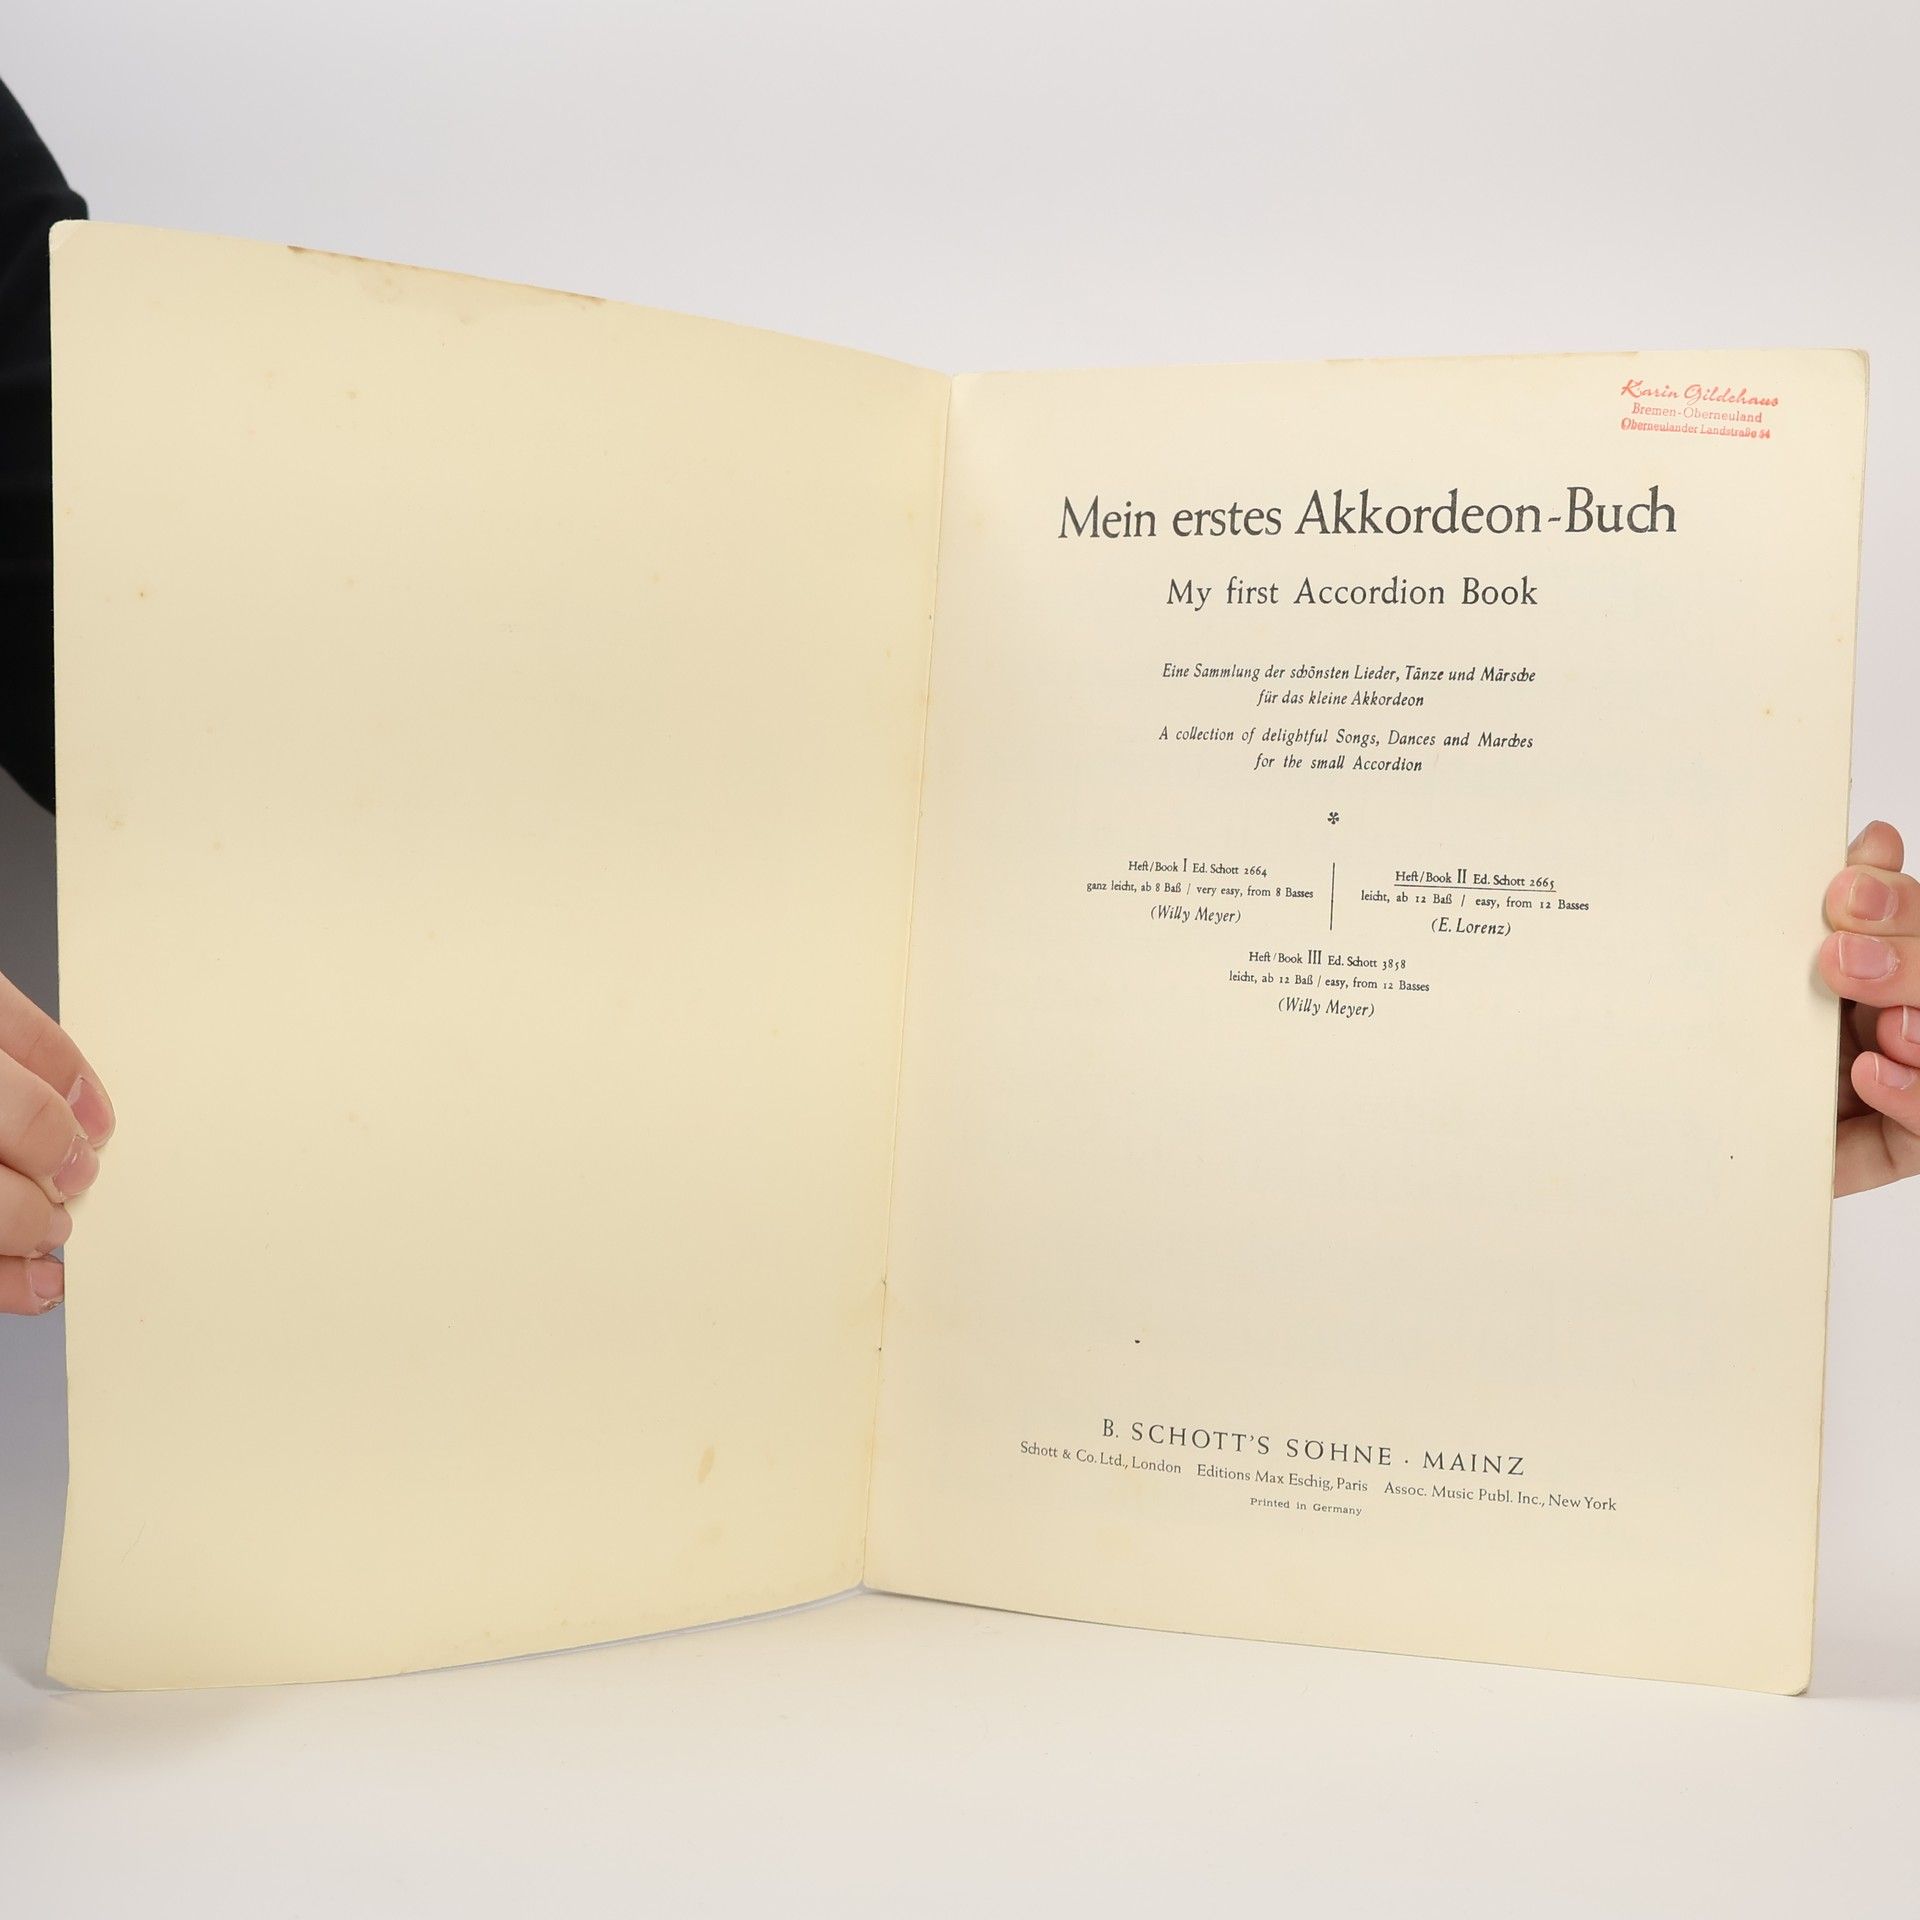 Karin Gildehaus
Bremen-Oberneuland
Oberneulander Landstraße 54
Mein erstes Akkordeon-Buch
My first Accordion Book
Eine Sammlung der schönsten Lieder, Tänze und Märsche
für das kleine Akkordeon
A collection of delightful Songs, Dances and Marches
for the small Accordion
*
Heft/Book I Ed. Schott 2664
ganz leicht, ab 8 Baß / very easy, from 8 Basses
(Willy Meyer)
Heft/Book II Ed. Schott 2665
leicht, ab 12 Baß / easy, from 12 Basses
(E. Lorenz)
Heft/Book III Ed. Schott 3858
leicht, ab 12 Baß / easy, from 12 Basses
(Willy Meyer)
B. SCHOTT'S SÖHNE · MAINZ
Schott & Co. Ltd., London Editions Max Eschig, Paris Assoc. Music Publ. Inc., New York
Printed in Germany